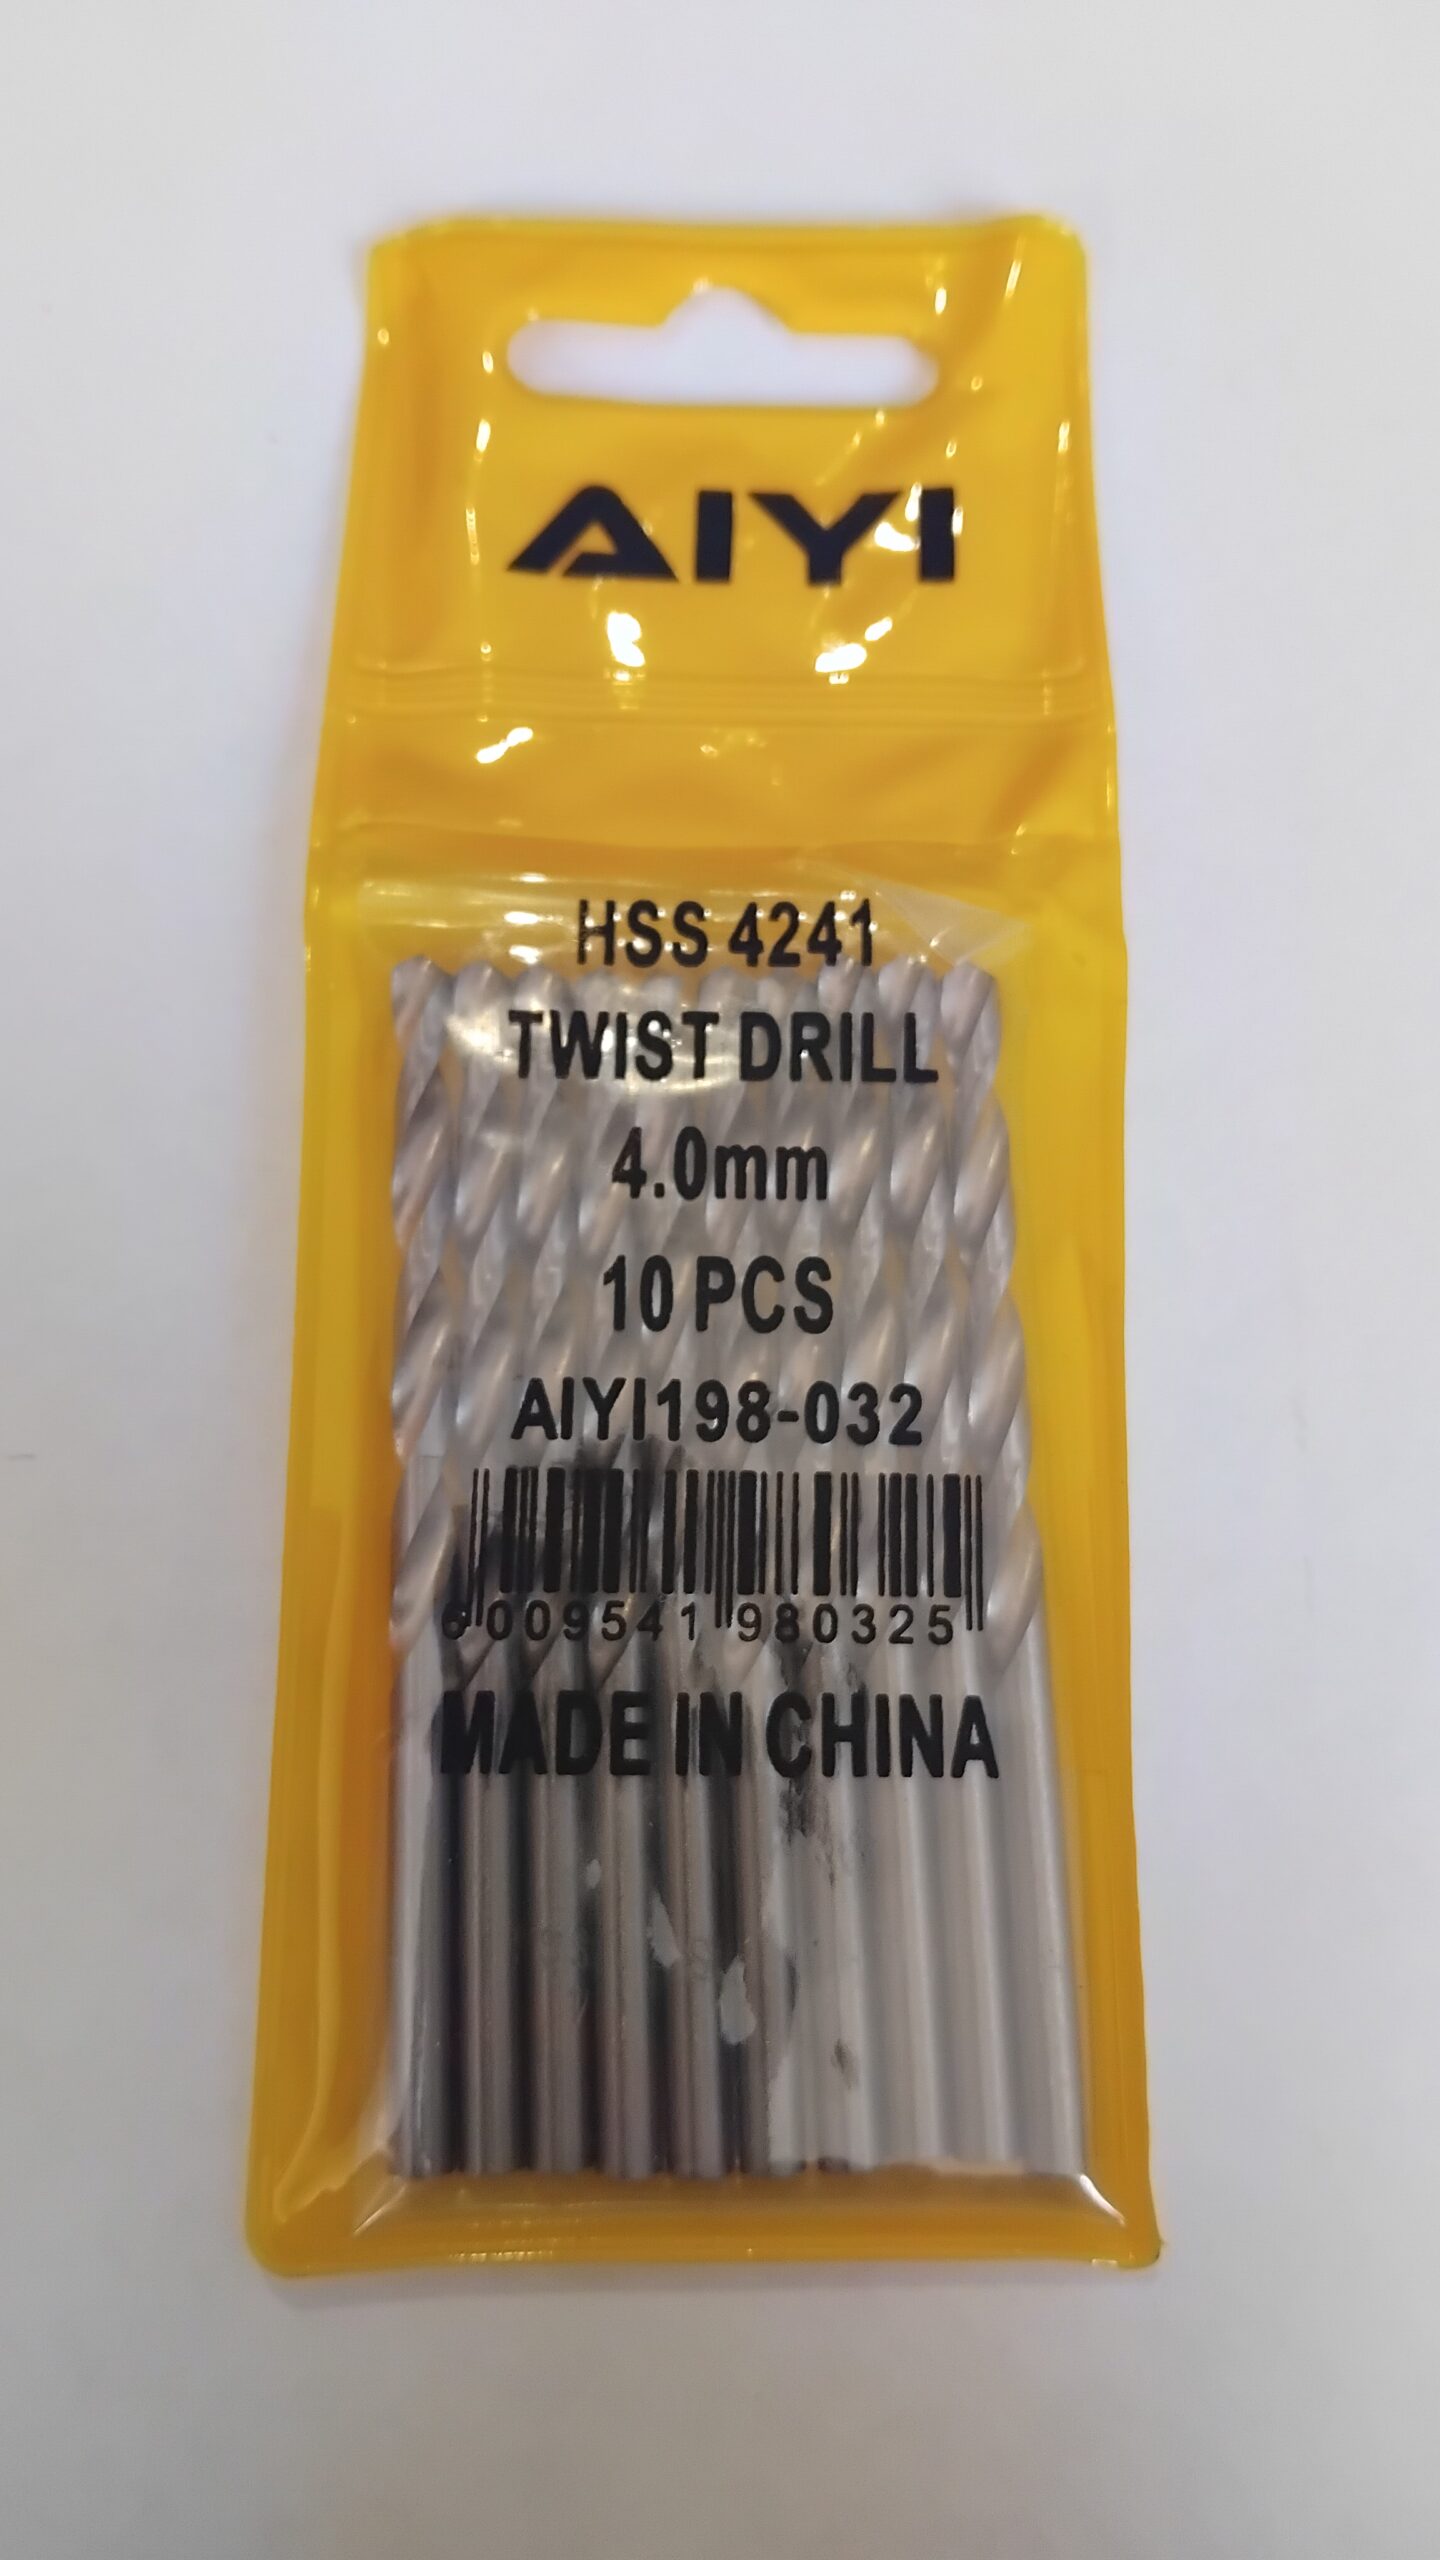 AIYI
HSS 4241
TWIST DRILL
4.0mm
10 PCS
AIYI198-032
6 009541 980325
MADE IN CHINA